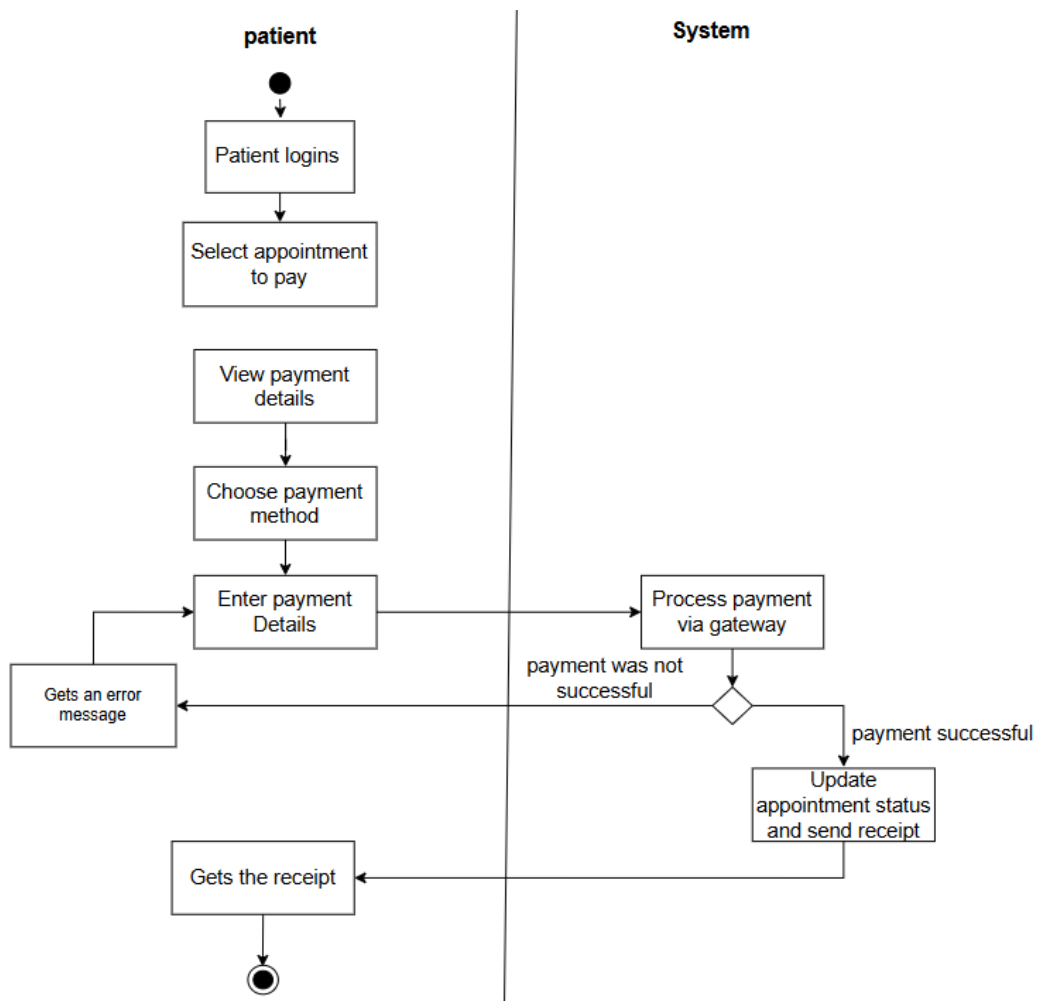 patient
System
Patient logins
Select appointment
to pay
View payment
details
Choose payment
method
Enter payment
Details
Process payment
via gateway
payment was not
successful
Gets an error
message
payment successful
Update
appointment status
and send receipt
Gets the receipt